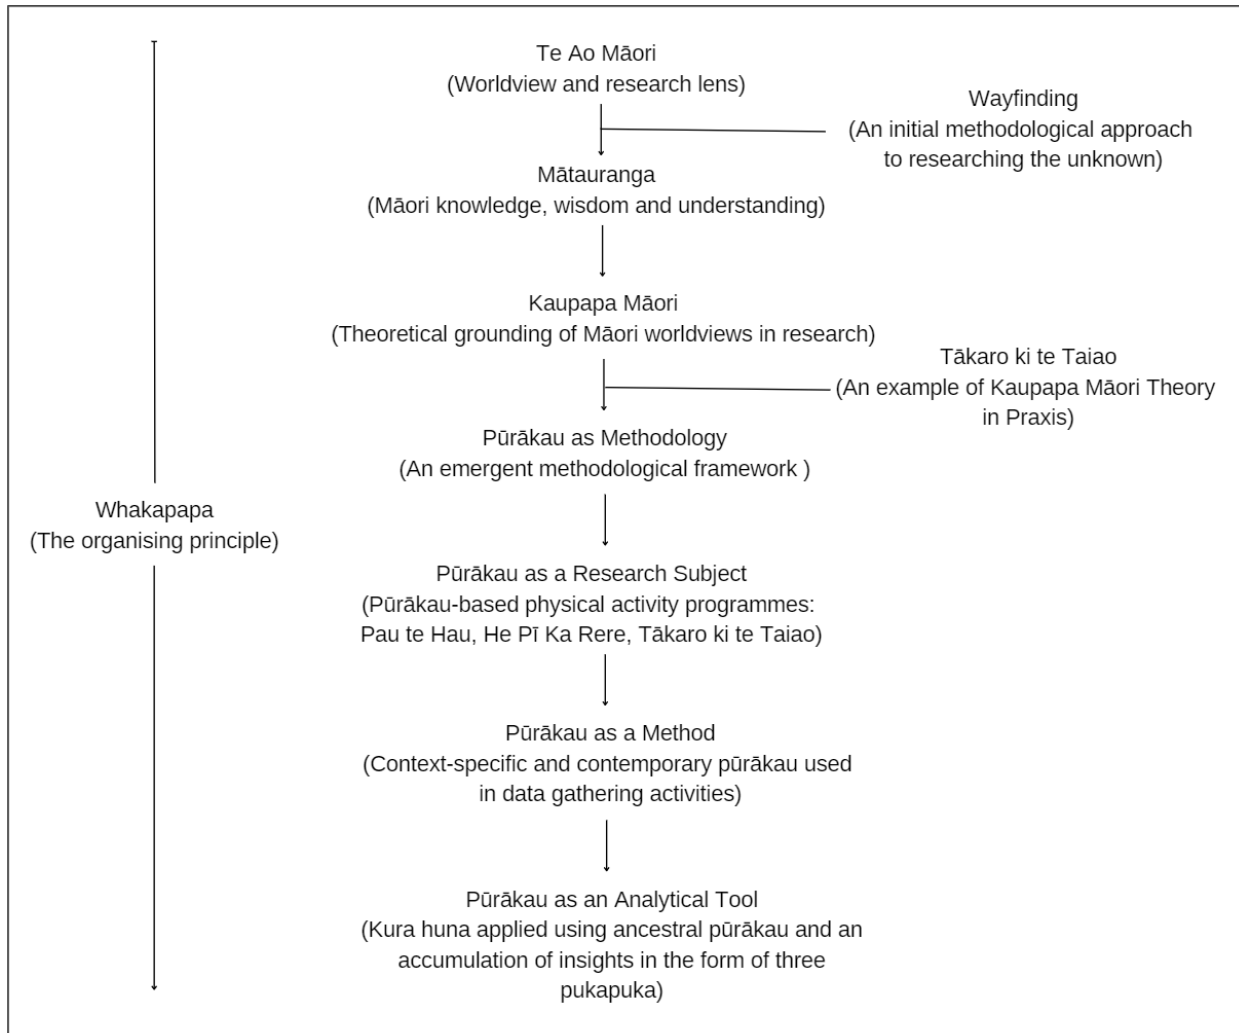 Te Ao Māori
(Worldview and research lens)
Wayfinding
(An initial methodological approach
to researching the unknown)
Mātauranga
(Māori knowledge, wisdom and understanding)
Kaupapa Māori
(Theoretical grounding of Māori worldviews in research)
Tākaro ki te Taiao
(An example of Kaupapa Māori Theory
in Praxis)
Pūrākau as Methodology
(An emergent methodological framework )
Whakapapa
(The organising principle)
Pūrākau as a Research Subject
(Pūrākau-based physical activity programmes:
Pau te Hau, He Pī Ka Rere, Tākaro ki te Taiao)
Pūrākau as a Method
(Context-specific and contemporary pūrākau used
in data gathering activities)
Pūrākau as an Analytical Tool
(Kura huna applied using ancestral pūrākau and an
accumulation of insights in the form of three
pukapuka)